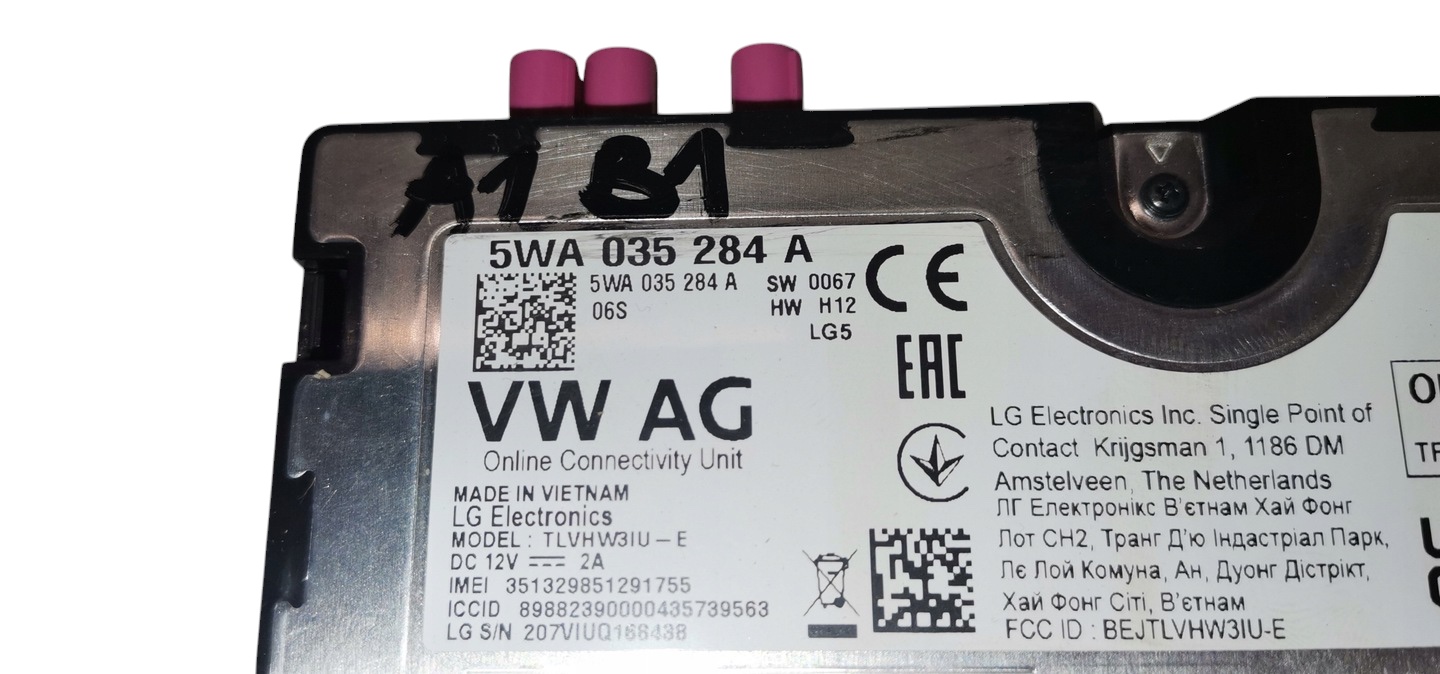 A1 B1
5WA 035 284 A
5WA 035 284 A SW 0067
06S HW H12
LG5
CE
EAC
VW AG
Online Connectivity Unit
MADE IN VIETNAM
LG Electronics
MODEL : TLVHW3IU-E
DC 12V 2A
IMEI 351329851291755
ICCID 89882390000435739563
LG S/N 207VIUQ166438
LG Electronics Inc. Single Point of
Contact Krijgsman 1, 1186 DM
Amstelveen, The Netherlands
ЛГ Електронікс В'єтнам Хай Фонг
Лот СН2, Транг Д'ю Індастріал Парк,
Лє Лой Комуна, Ан, Дуонг Дістрікт,
Хай Фонг Сіті, В'єтнам
FCC ID : BEJTLVHW3IU-E